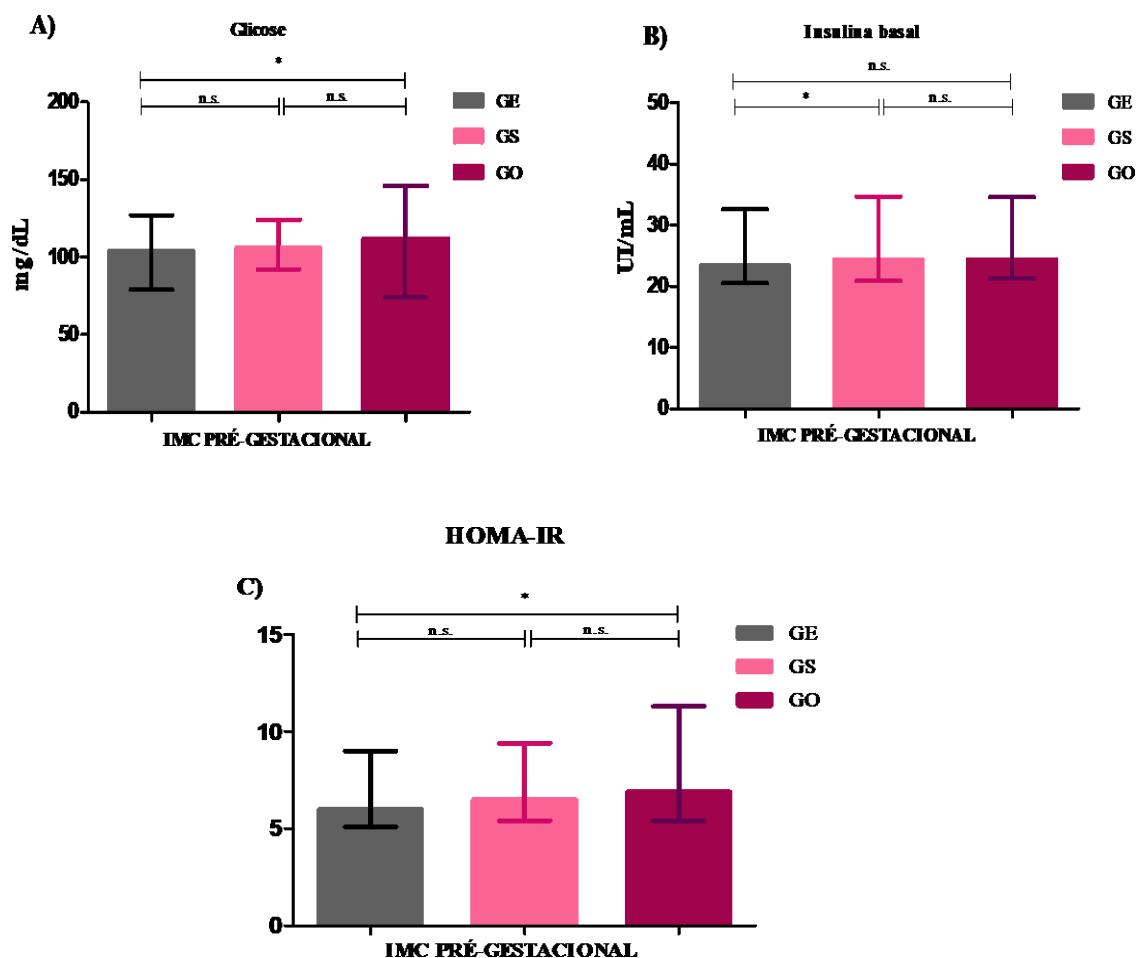 A)
Glicose
*
n.s.
n.s.
200
150
100
50
0
mg/dL
IMC PRÉ-GESTACIONAL
GE
GS
GO
B)
Insulina basal
n.s.
*
n.s.
50
40
30
20
10
0
UI/mL
IMC PRÉ-GESTACIONAL
GE
GS
GO
HOMA-IR
C)
*
n.s.
n.s.
15
10
5
0
IMC PRÉ-GESTACIONAL
GE
GS
GO